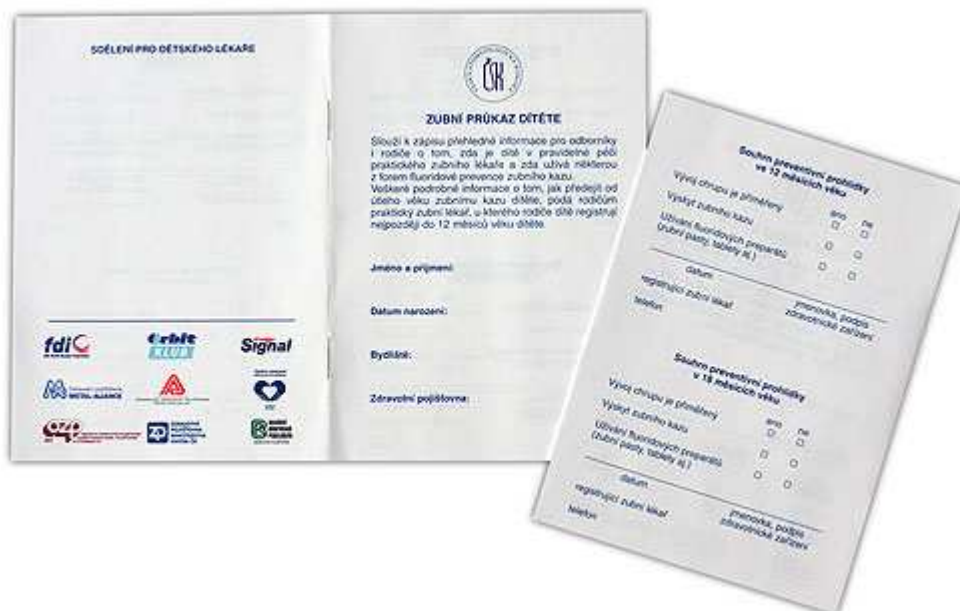 SDĚLENÍ PRO DĚTSKÉHO LÉKAŘE
fdi
Orbit
KLUB
Signal
METAL-ALIANCE
OZP
ZP
ČSK
ZUBNÍ PRŮKAZ DÍTĚTE
Slouží k zápisu přehledné informace pro odborníky
i rodiče o tom, zda je dítě v pravidelné péči
praktického zubního lékaře a zda užívá některou
z forem fluoridové prevence zubního kazu.
Veškeré podrobné informace o tom, jak předejít od
útlého věku zubnímu kazu dítěte, podá rodičům
praktický zubní lékař, u kterého rodiče dítě registrují
nejpozději do 12 měsíců věku dítěte.
Jméno a příjmení:
Datum narození:
Bydliště:
Zdravotní pojišťovna:
Souhrn preventivní prohlídky
ve 12 měsících věku
ano ne
Vývoj chrupu je přiměřený
Výskyt zubního kazu
Užívání fluoridových preparátů
(zubní pasty, tablety aj.)
datum
jmenovka, podpis
registrující zubní lékař
zdravotnické zařízení
telefon
Souhrn preventivní prohlídky
v 18 měsících věku
ano ne
Vývoj chrupu je přiměřený
Výskyt zubního kazu
Užívání fluoridových preparátů
(zubní pasty, tablety aj.)
datum
jmenovka, podpis
registrující zubní lékař
zdravotnické zařízení
telefon